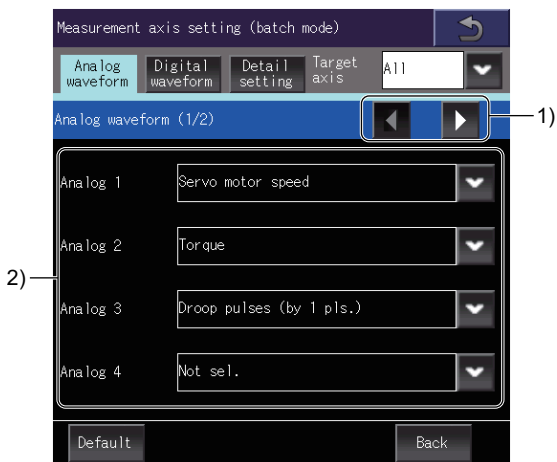 Measurement axis setting (batch mode)
Analog waveform
Digital waveform
Detail setting
Target axis
All
Analog waveform (1/2)
1)
Analog 1 Servo motor speed
Analog 2 Torque
2)
Analog 3 Droop pulses (by 1 pls.)
Analog 4 Not sel.
Default Back